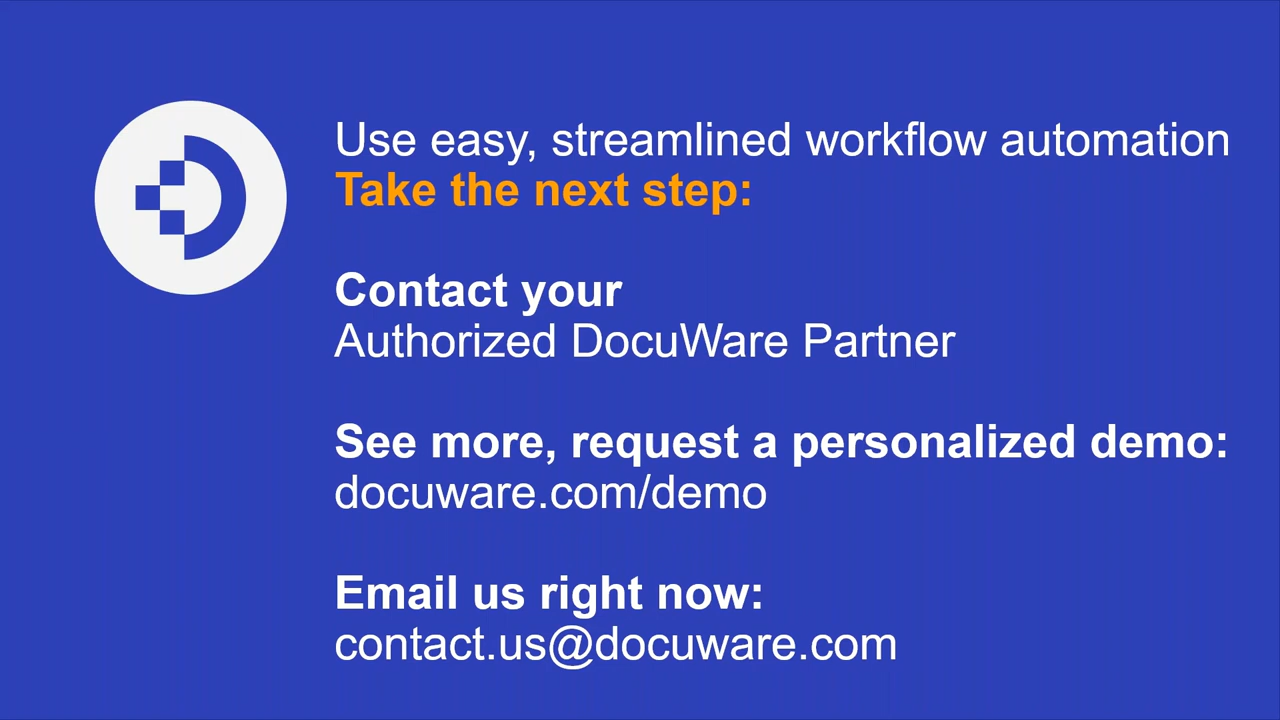 Use easy, streamlined workflow automation
Take the next step:
Contact your
Authorized DocuWare Partner
See more, request a personalized demo:
docuware.com/demo
Email us right now:
contact.us@docuware.com